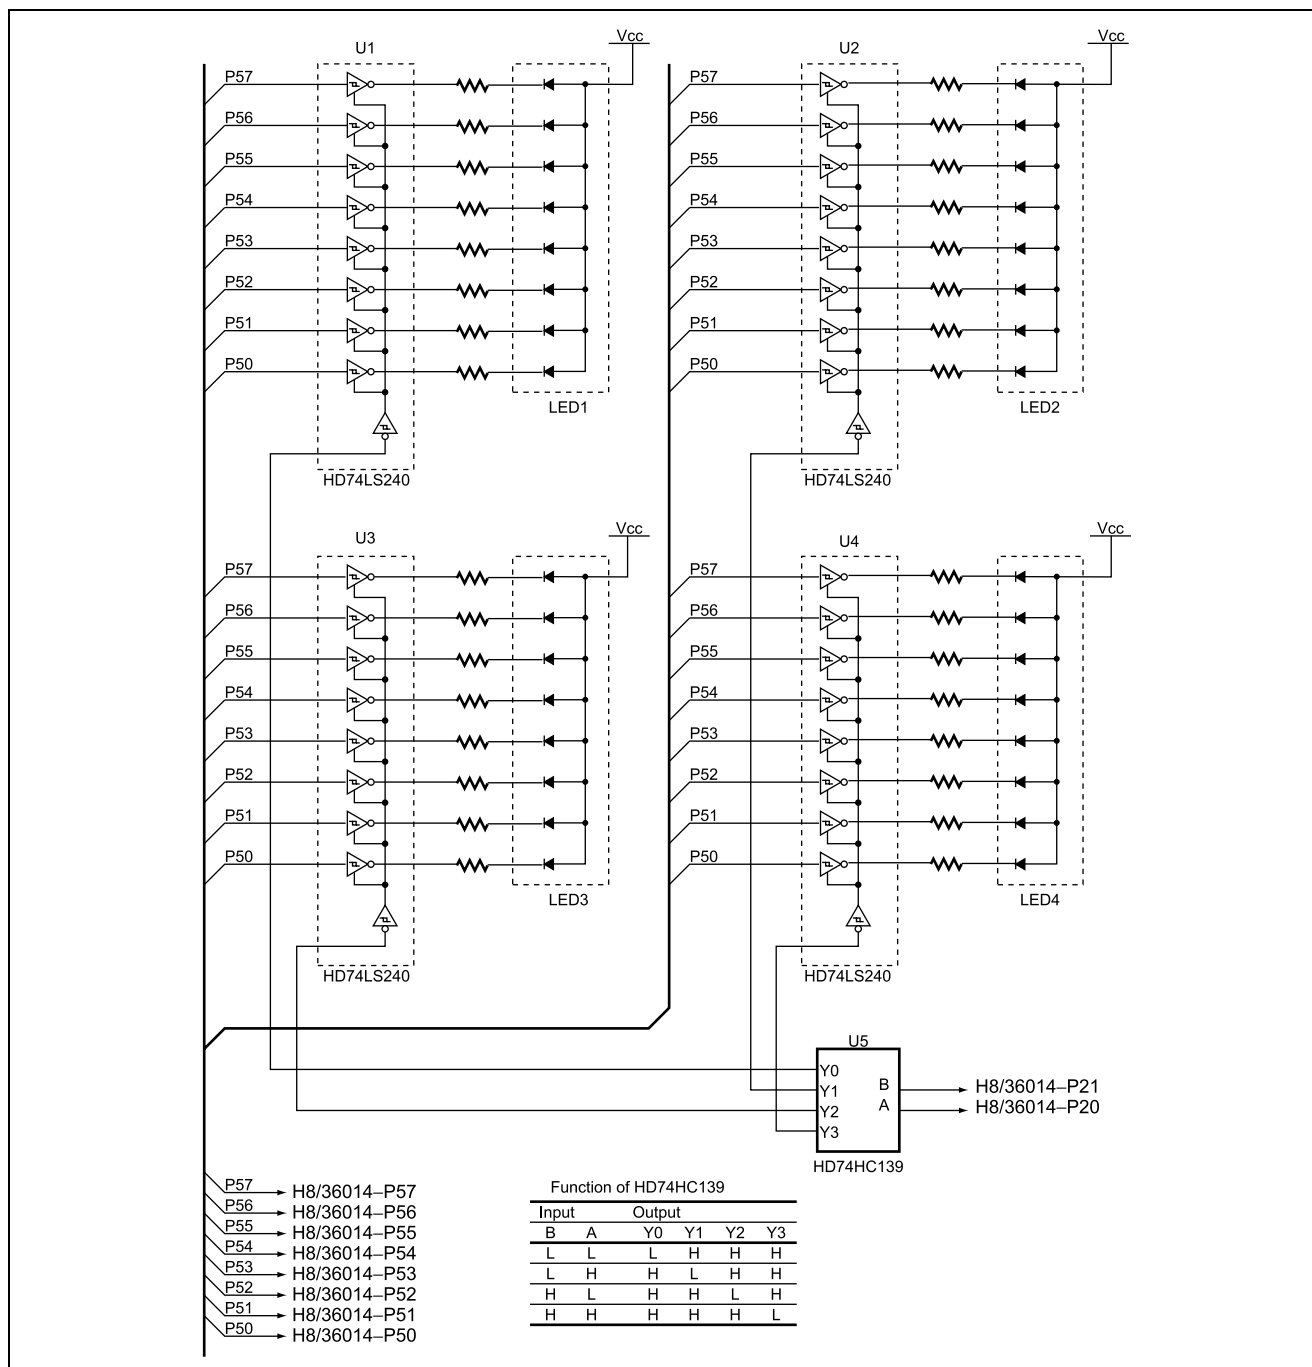 U1
Vcc
U2
Vcc
P57
P56
P55
P54
P53
P52
P51
P50
LED1
HD74LS240
P57
P56
P55
P54
P53
P52
P51
P50
LED2
HD74LS240
U3
Vcc
U4
Vcc
P57
P56
P55
P54
P53
P52
P51
P50
LED3
HD74LS240
P57
P56
P55
P54
P53
P52
P51
P50
LED4
HD74LS240
U5
Y0
Y1
Y2
Y3
B
A
H8/36014–P21
H8/36014–P20
HD74HC139
P57 H8/36014–P57
P56 H8/36014–P56
P55 H8/36014–P55
P54 H8/36014–P54
P53 H8/36014–P53
P52 H8/36014–P52
P51 H8/36014–P51
P50 H8/36014–P50
Function of HD74HC139
Input Output
B A Y0 Y1 Y2 Y3
L L L H H H
L H H L H H
H L H H L H
H H H H H L